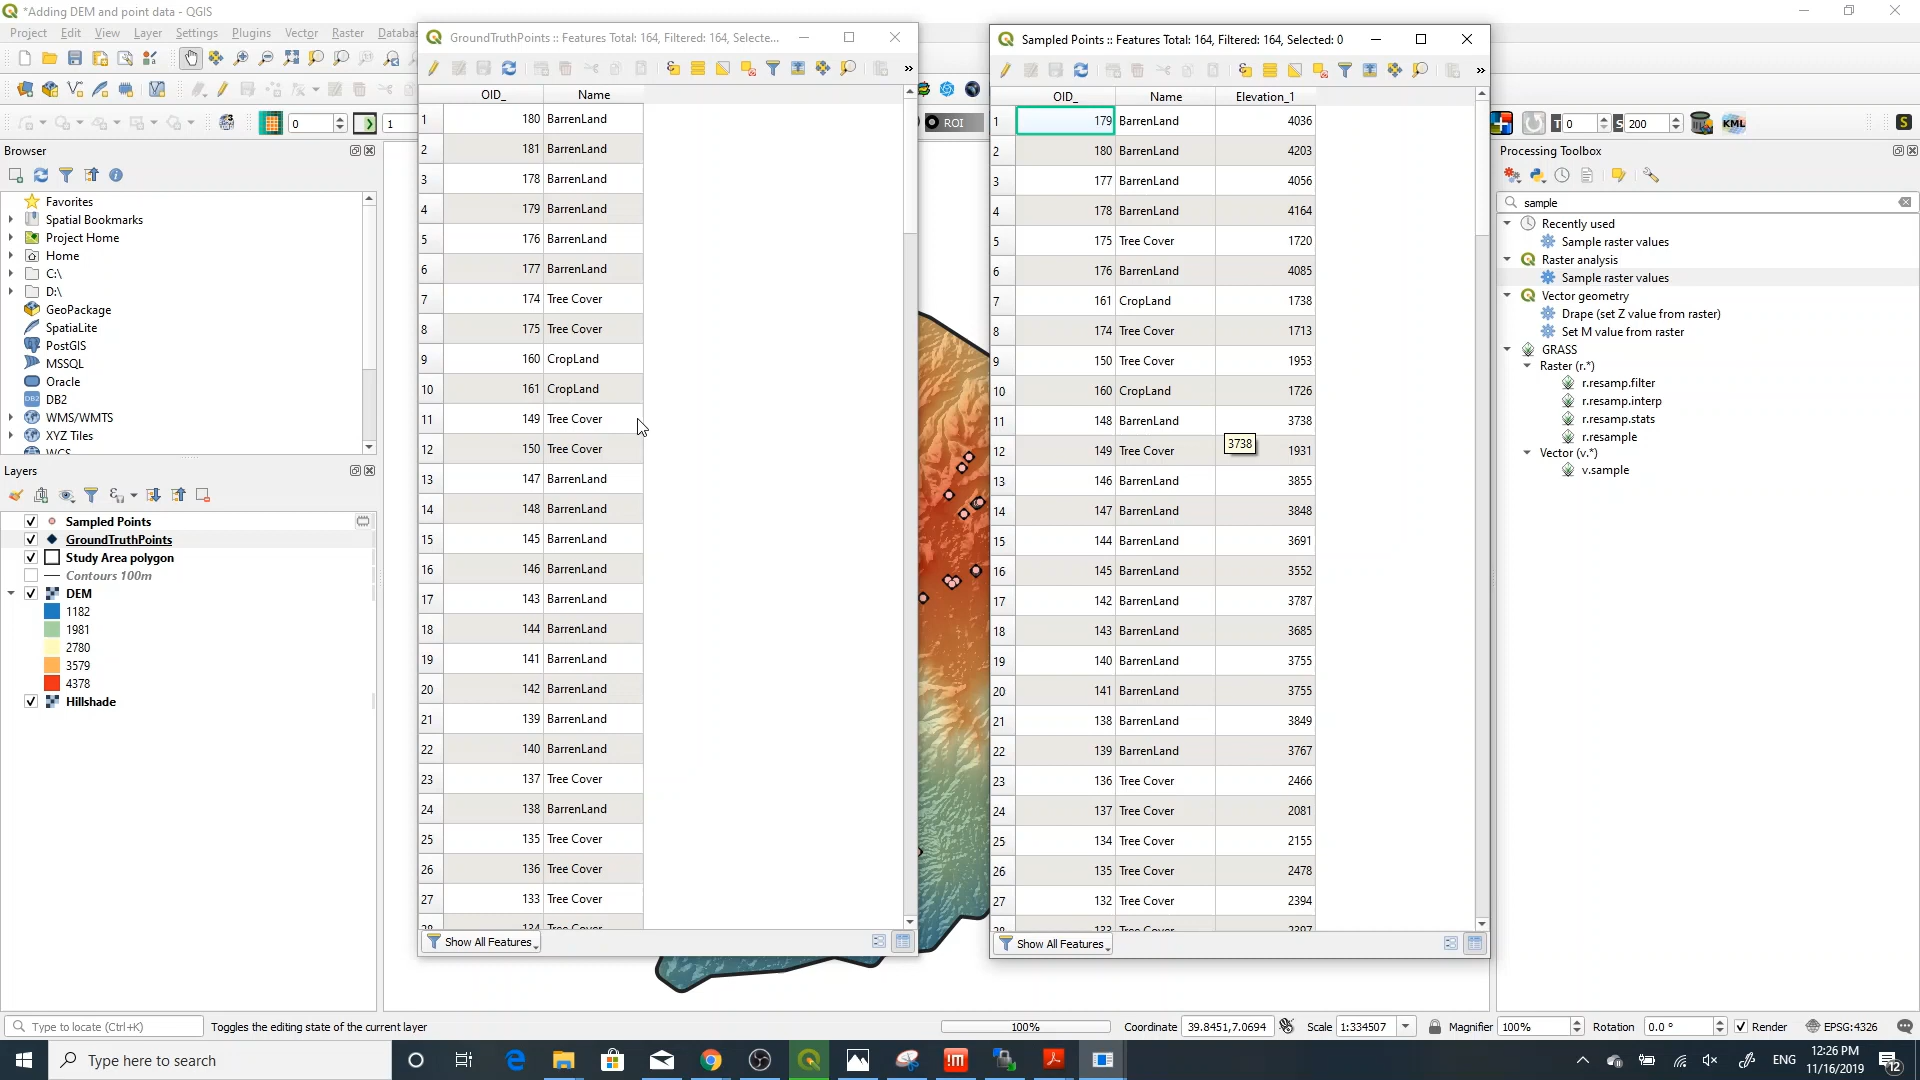 *Adding DEM and point data - QGIS
Project Edit View Layer Settings Plugins Vector Raster Databas
GroundTruthPoints :: Features Total: 164, Filtered: 164, Selecte...
Sampled Points :: Features Total: 164, Filtered: 164, Selected: 0
0
1
ROI
T 0
S 200
KML
S
OID_ Name
1 180 BarrenLand
2 181 BarrenLand
3 178 BarrenLand
4 179 BarrenLand
5 176 BarrenLand
6 177 BarrenLand
7 174 Tree Cover
8 175 Tree Cover
9 160 CropLand
10 161 CropLand
11 149 Tree Cover
12 150 Tree Cover
13 147 BarrenLand
14 148 BarrenLand
15 145 BarrenLand
16 146 BarrenLand
17 143 BarrenLand
18 144 BarrenLand
19 141 BarrenLand
20 142 BarrenLand
21 139 BarrenLand
22 140 BarrenLand
23 137 Tree Cover
24 138 BarrenLand
25 135 Tree Cover
26 136 Tree Cover
27 133 Tree Cover
28 134 Tree Cover
Show All Features
OID_ Name Elevation_1
1 179 BarrenLand 4036
2 180 BarrenLand 4203
3 177 BarrenLand 4056
4 178 BarrenLand 4164
5 175 Tree Cover 1720
6 176 BarrenLand 4085
7 161 CropLand 1738
8 174 Tree Cover 1713
9 150 Tree Cover 1953
10 160 CropLand 1726
11 148 BarrenLand 3738
3738
12 149 Tree Cover 1931
13 146 BarrenLand 3855
14 147 BarrenLand 3848
15 144 BarrenLand 3691
16 145 BarrenLand 3552
17 142 BarrenLand 3787
18 143 BarrenLand 3685
19 140 BarrenLand 3755
20 141 BarrenLand 3755
21 138 BarrenLand 3849
22 139 BarrenLand 3767
23 136 Tree Cover 2466
24 137 Tree Cover 2081
25 134 Tree Cover 2155
26 135 Tree Cover 2478
27 132 Tree Cover 2394
28 133 Tree Cover 2397
Show All Features
Browser
Favorites
Spatial Bookmarks
Project Home
Home
C:\
D:\
GeoPackage
SpatiaLite
PostGIS
MSSQL
Oracle
DB2
WMS/WMTS
XYZ Tiles
WCS
Layers
Sampled Points
GroundTruthPoints
Study Area polygon
Contours 100m
DEM
1182
1981
2780
3579
4378
Hillshade
Processing Toolbox
sample
Recently used
Sample raster values
Raster analysis
Sample raster values
Vector geometry
Drape (set Z value from raster)
Set M value from raster
GRASS
Raster (r.*)
r.resamp.filter
r.resamp.interp
r.resamp.stats
r.resample
Vector (v.*)
v.sample
Type to locate (Ctrl+K) Toggles the editing state of the current layer 100% Coordinate 39.8451,7.0694 Scale 1:334507 Magnifier 100% Rotation 0.0 ° Render EPSG:4326
Type here to search
ENG
12:26 PM
11/16/2019
12